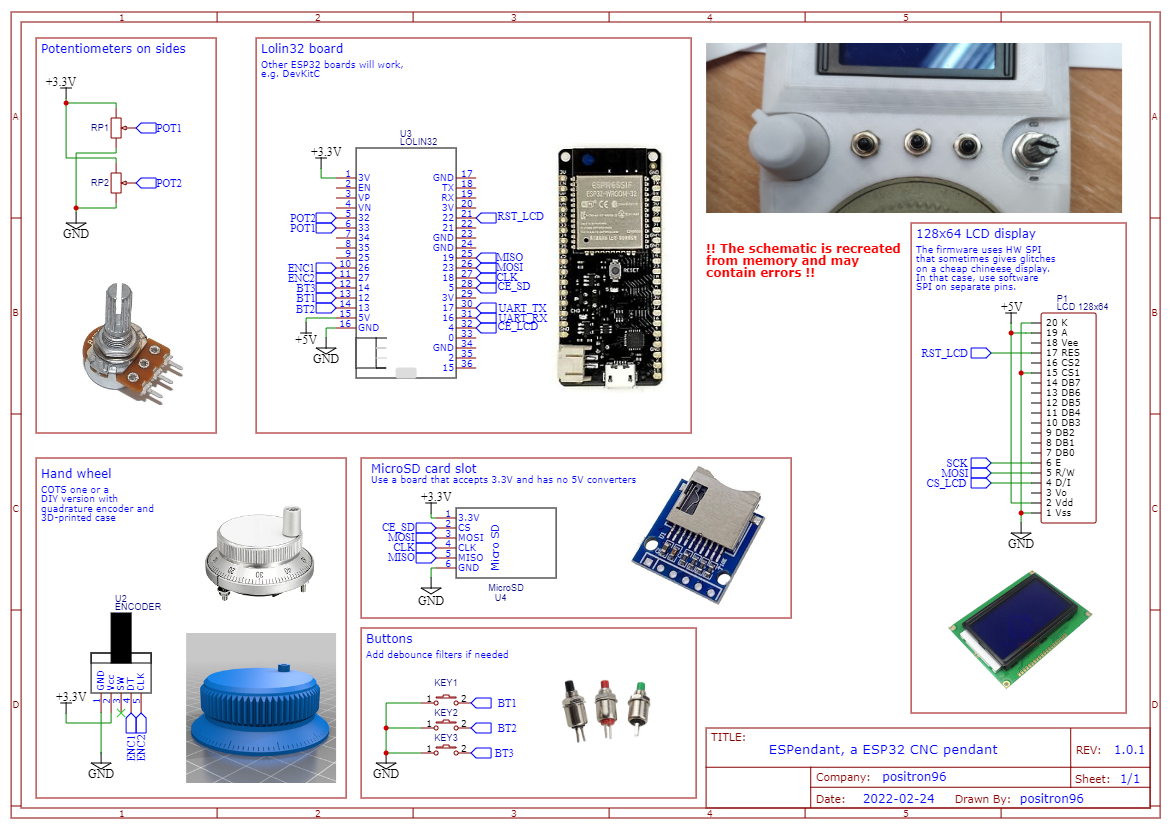 1 2 3 4 5
A
B
C
D
Potentiometers on sides
+3.3V
RP1
POT1
RP2
POT2
GND
Lolin32 board
Other ESP32 boards will work,
e.g. DevKitC
U3
LOLIN32
+3.3V
1 3V
2 EN
3 VP
4 VN
POT2 5 32
POT1 6 33
7 34
8 35
9 25
ENC1 10 26
ENC2 11 27
BT3 12 14
BT1 13 12
BT2 14 13
15 5V
16 GND
+5V
GND
GND 17
TX 18
RX 19
3V 20
22 21 RST_LCD
21 22
GND 23
GND 24
19 25 MISO
23 26 MOSI
18 27 CLK
5 28 CE_SD
3V 29
17 30 UART_TX
16 31 UART_RX
4 32 CE_LCD
0 33
GND 34
2 35
15 36
RESET
!! The schematic is recreated
from memory and may
contain errors !!
128x64 LCD display
The firmware uses HW SPI
that sometimes gives glitches
on a cheap chineese display.
In that case, use software
SPI on separate pins.
P1
LCD 128x64
+5V
20 K
19 A
18 Vee
RST_LCD 17 RES
16 CS2
15 CS1
14 DB7
13 DB6
12 DB5
11 DB4
10 DB3
9 DB2
8 DB1
7 DB0
SCK 6 E
MOSI 5 R/W
CS_LCD 4 D/I
3 Vo
2 Vdd
1 Vss
GND
Hand wheel
COTS one or a
DIY version with
quadrature encoder and
3D-printed case
U2
ENCODER
GND
Vcc
SW
DT
CLK
1 2 3 4 5
+3.3V
ENC1
ENC2
GND
20 30
MicroSD card slot
Use a board that accepts 3.3V and has no 5V converters
+3.3V
1 3.3V
CE_SD 2 CS
MOSI 3 MOSI
CLK 4 CLK
MISO 5 MISO
6 GND
Micro SD
GND
MicroSD
U4
Buttons
Add debounce filters if needed
KEY1
1 2 BT1
KEY2
1 2 BT2
KEY3
1 2 BT3
GND
TITLE:
ESPendant, a ESP32 CNC pendant
REV: 1.0.1
Company: positron96
Sheet: 1/1
Date: 2022-02-24 Drawn By: positron96
A
B
C
D
1 2 3 4 5